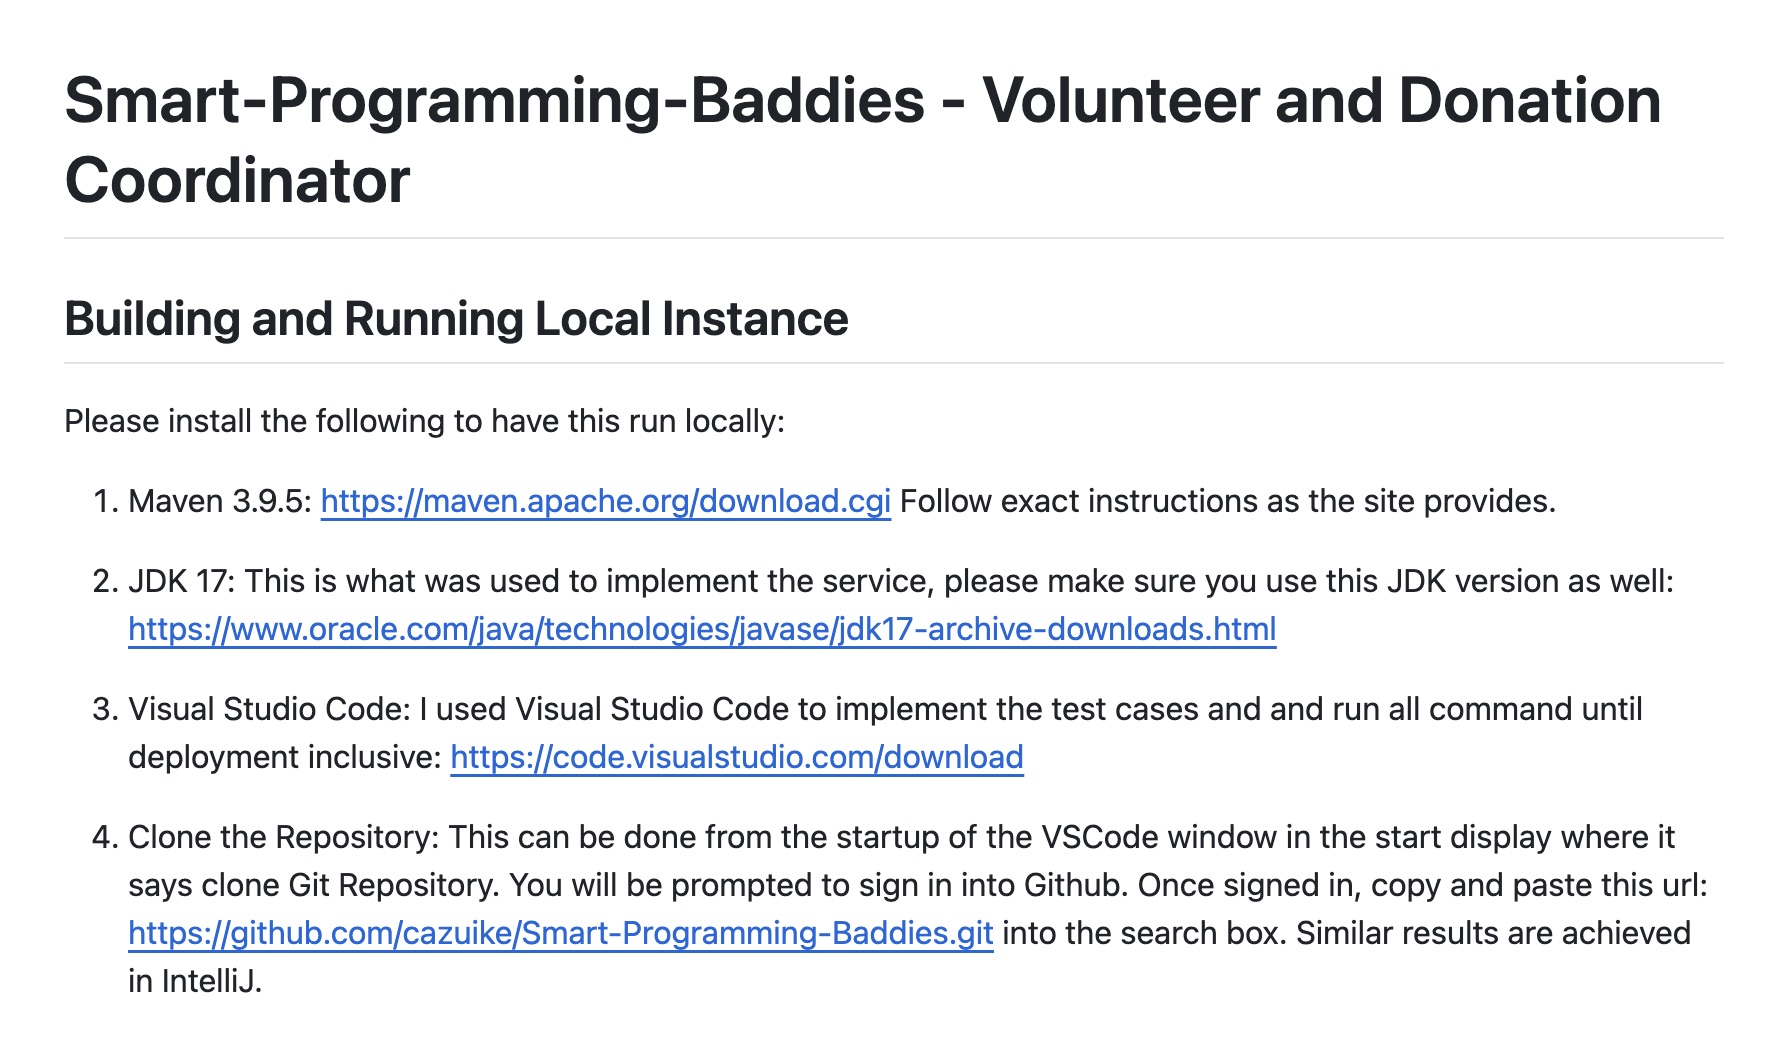 Smart-Programming-Baddies - Volunteer and Donation
Coordinator
Building and Running Local Instance
Please install the following to have this run locally:
1. Maven 3.9.5: https://maven.apache.org/download.cgi Follow exact instructions as the site provides.
2. JDK 17: This is what was used to implement the service, please make sure you use this JDK version as well:
https://www.oracle.com/java/technologies/javase/jdk17-archive-downloads.html
3. Visual Studio Code: I used Visual Studio Code to implement the test cases and and run all command until
deployment inclusive: https://code.visualstudio.com/download
4. Clone the Repository: This can be done from the startup of the VSCode window in the start display where it
says clone Git Repository. You will be prompted to sign in into Github. Once signed in, copy and paste this url:
https://github.com/cazuike/Smart-Programming-Baddies.git into the search box. Similar results are achieved
in IntelliJ.